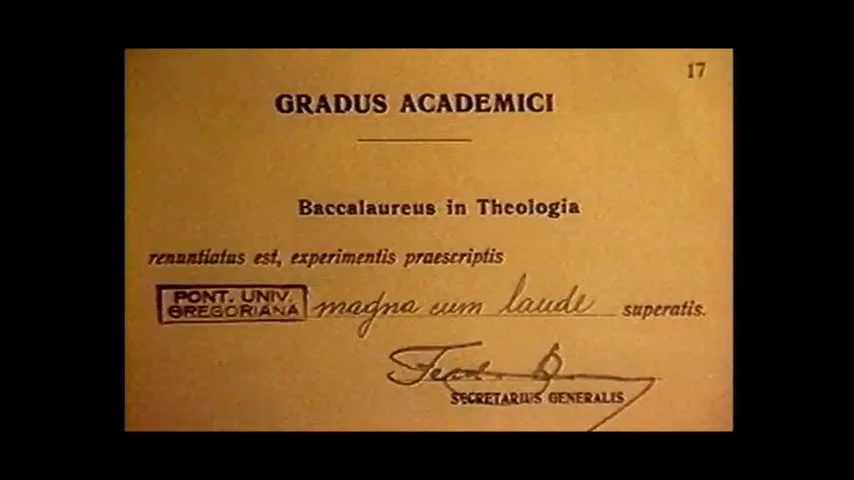 17
GRADUS ACADEMICI
Baccalaureus in Theologia
renuntiatus est, experimentis praescriptis
PONT. UNIV.
GREGORIANA
magna cum laude superatis.
SECRETARIUS GENERALIS